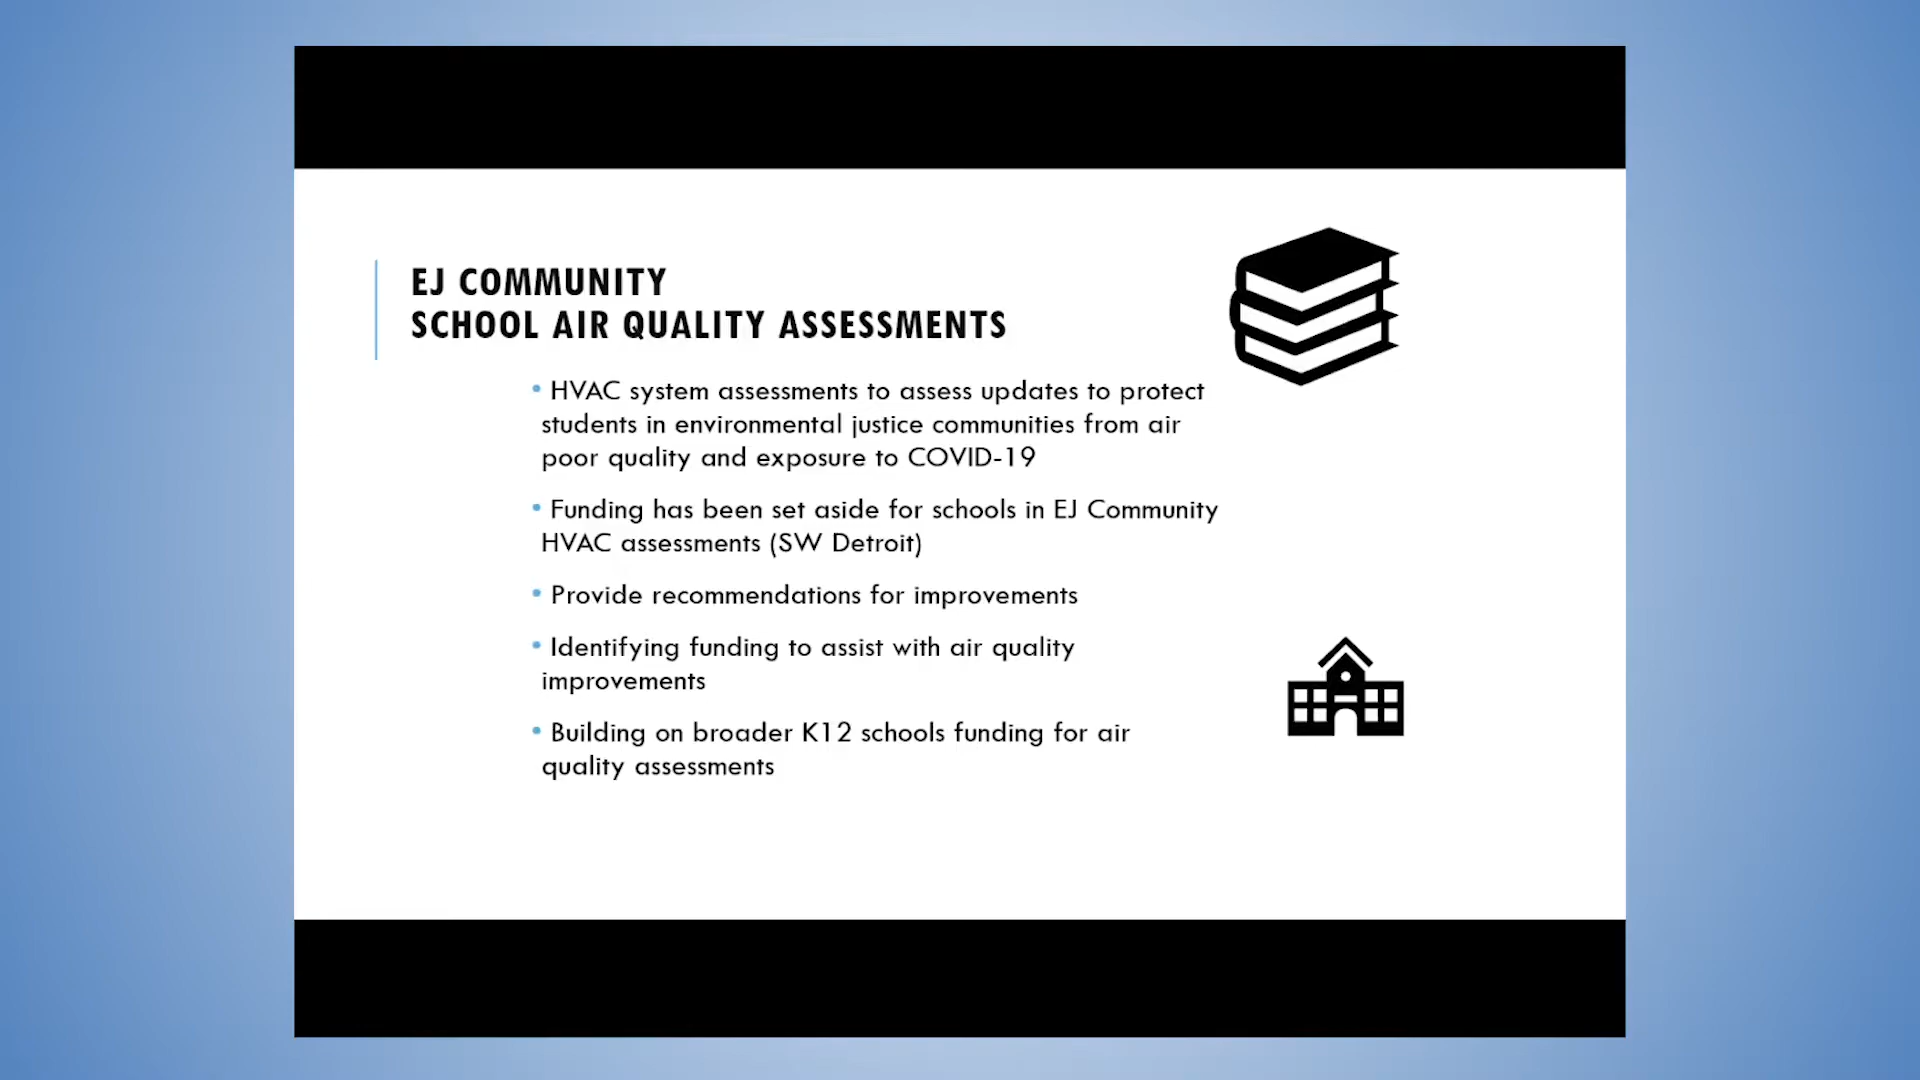 EJ COMMUNITY
SCHOOL AIR QUALITY ASSESSMENTS
• HVAC system assessments to assess updates to protect
students in environmental justice communities from air
poor quality and exposure to COVID-19
• Funding has been set aside for schools in EJ Community
HVAC assessments (SW Detroit)
• Provide recommendations for improvements
• Identifying funding to assist with air quality
improvements
• Building on broader K12 schools funding for air
quality assessments